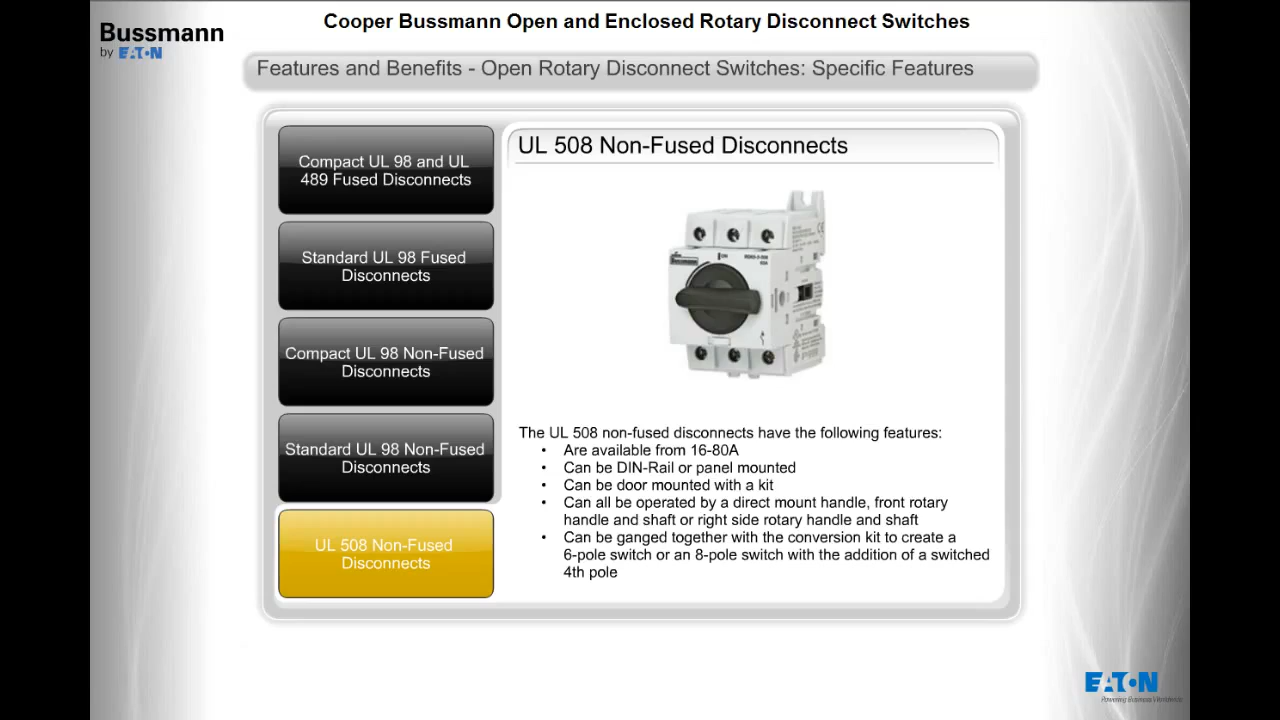 Cooper Bussmann Open and Enclosed Rotary Disconnect Switches
Bussmann
by EATON
Features and Benefits - Open Rotary Disconnect Switches: Specific Features
Compact UL 98 and UL
489 Fused Disconnects
Standard UL 98 Fused
Disconnects
Compact UL 98 Non-Fused
Disconnects
Standard UL 98 Non-Fused
Disconnects
UL 508 Non-Fused
Disconnects
UL 508 Non-Fused Disconnects
ON
Bussmann
The UL 508 non-fused disconnects have the following features:
• Are available from 16-80A
• Can be DIN-Rail or panel mounted
• Can be door mounted with a kit
• Can all be operated by a direct mount handle, front rotary
handle and shaft or right side rotary handle and shaft
• Can be ganged together with the conversion kit to create a
6-pole switch or an 8-pole switch with the addition of a switched
4th pole
EATON
Powering Business Worldwide